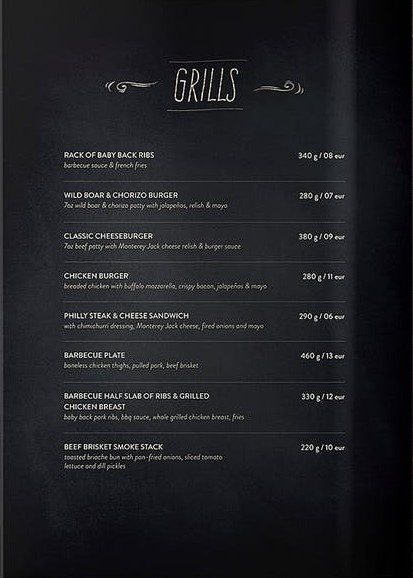 GRILLS
RACK OF BABY BACK RIBS 340 g / 08 eur
barbecue sauce & french fries
WILD BOAR & CHORIZO BURGER 280 g / 07 eur
7oz wild boar & chorizo patty with jalapeños, relish & mayo
CLASSIC CHEESEBURGER 380 g / 09 eur
7oz beef patty with Monterey Jack cheese relish & burger sauce
CHICKEN BURGER 280 g / 11 eur
breaded chicken with buffalo mozzarella, crispy bacon, jalapeños & mayo
PHILLY STEAK & CHEESE SANDWICH 290 g / 06 eur
with chimichurri dressing, Monterey Jack cheese, fired onions and mayo
BARBECUE PLATE 460 g / 13 eur
boneless chicken thighs, pulled pork, beef brisket
BARBECUE HALF SLAB OF RIBS & GRILLED 330 g / 12 eur
CHICKEN BREAST
baby back pork ribs, bbq sauce, whole grilled chicken breast, fries
BEEF BRISKET SMOKE STACK 220 g / 10 eur
toasted brioche bun with pan-fried onions, sliced tomato
lettuce and dill pickles